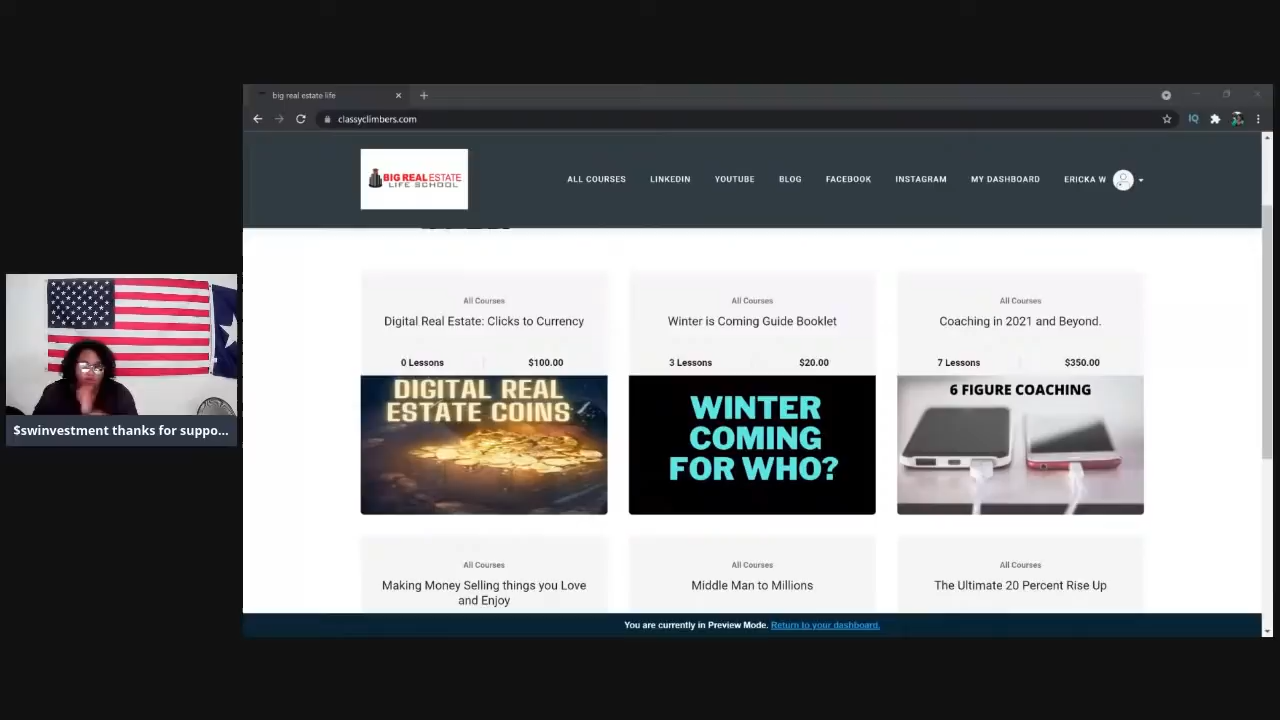 big real estate life
classyclimbers.com
IQ
BIG REAL ESTATE
LIFE SCHOOL
ALL COURSES LINKEDIN YOUTUBE BLOG FACEBOOK INSTAGRAM MY DASHBOARD ERICKA W
All Courses
Digital Real Estate: Clicks to Currency
0 Lessons $100.00
DIGITAL REAL
ESTATE COINS
All Courses
Winter is Coming Guide Booklet
3 Lessons $20.00
WINTER
COMING
FOR WHO?
All Courses
Coaching in 2021 and Beyond.
7 Lessons $350.00
6 FIGURE COACHING
All Courses
Making Money Selling things you Love
and Enjoy
All Courses
Middle Man to Millions
All Courses
The Ultimate 20 Percent Rise Up
You are currently in Preview Mode. Return to your dashboard.
$swinvestment thanks for suppo...